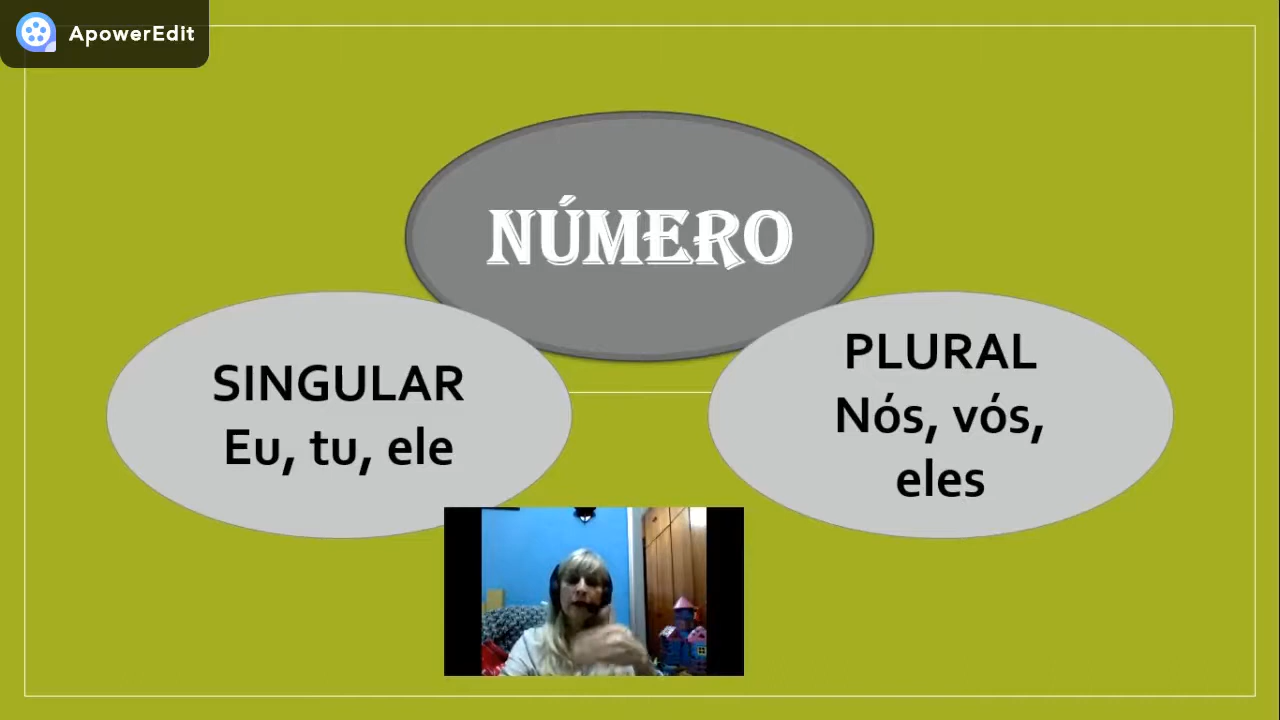 ApowerEdit
NÚMERO
SINGULAR
Eu, tu, ele
PLURAL
Nós, vós,
eles